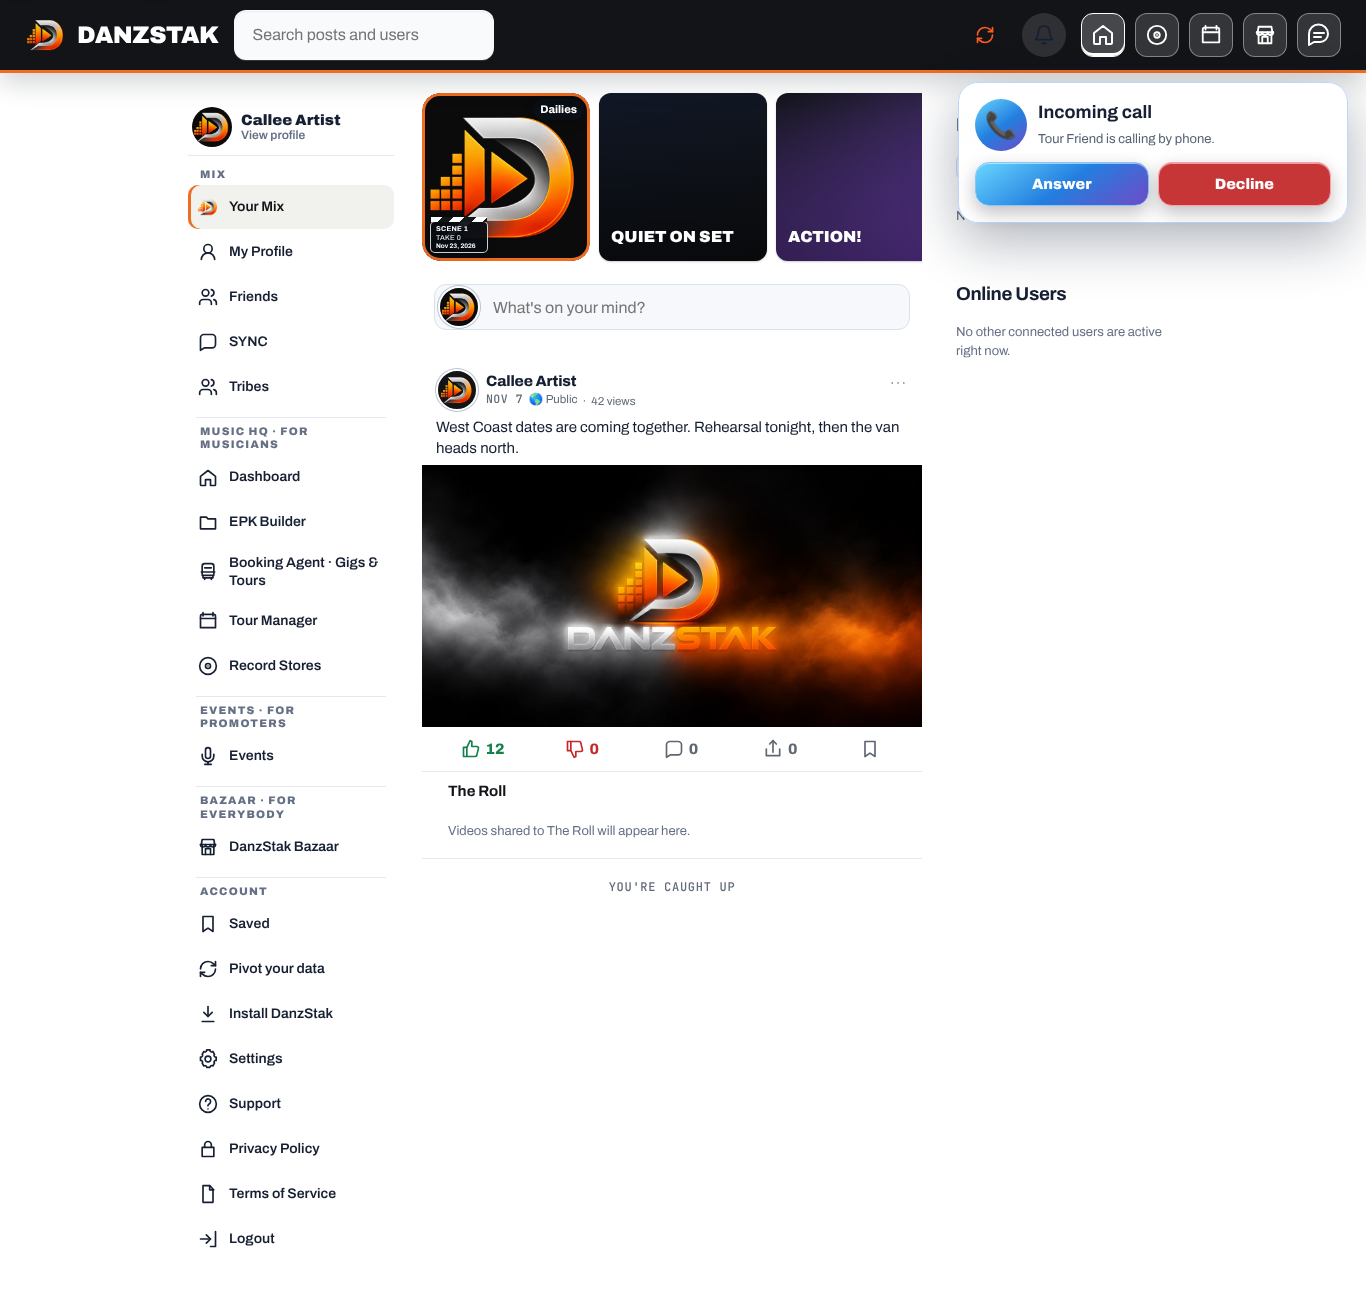 DANZSTAK
Search posts and users
Incoming call
Tour Friend is calling by phone.
Answer
Decline
Callee Artist
View profile
MIX
Your Mix
My Profile
Friends
SYNC
Tribes
MUSIC HQ · FOR
MUSICIANS
Dashboard
EPK Builder
Booking Agent · Gigs &
Tours
Tour Manager
Record Stores
EVENTS · FOR
PROMOTERS
Events
BAZAAR · FOR
EVERYBODY
DanzStak Bazaar
ACCOUNT
Saved
Pivot your data
Install DanzStak
Settings
Support
Privacy Policy
Terms of Service
Logout
Dailies
SCENE 1
TAKE 0
Nov 23, 2026
QUIET ON SET
ACTION!
What's on your mind?
Callee Artist
NOV 7 Public · 42 views
West Coast dates are coming together. Rehearsal tonight, then the van
heads north.
DANZSTAK
12
0
0
0
The Roll
Videos shared to The Roll will appear here.
YOU'RE CAUGHT UP
Online Users
No other connected users are active
right now.